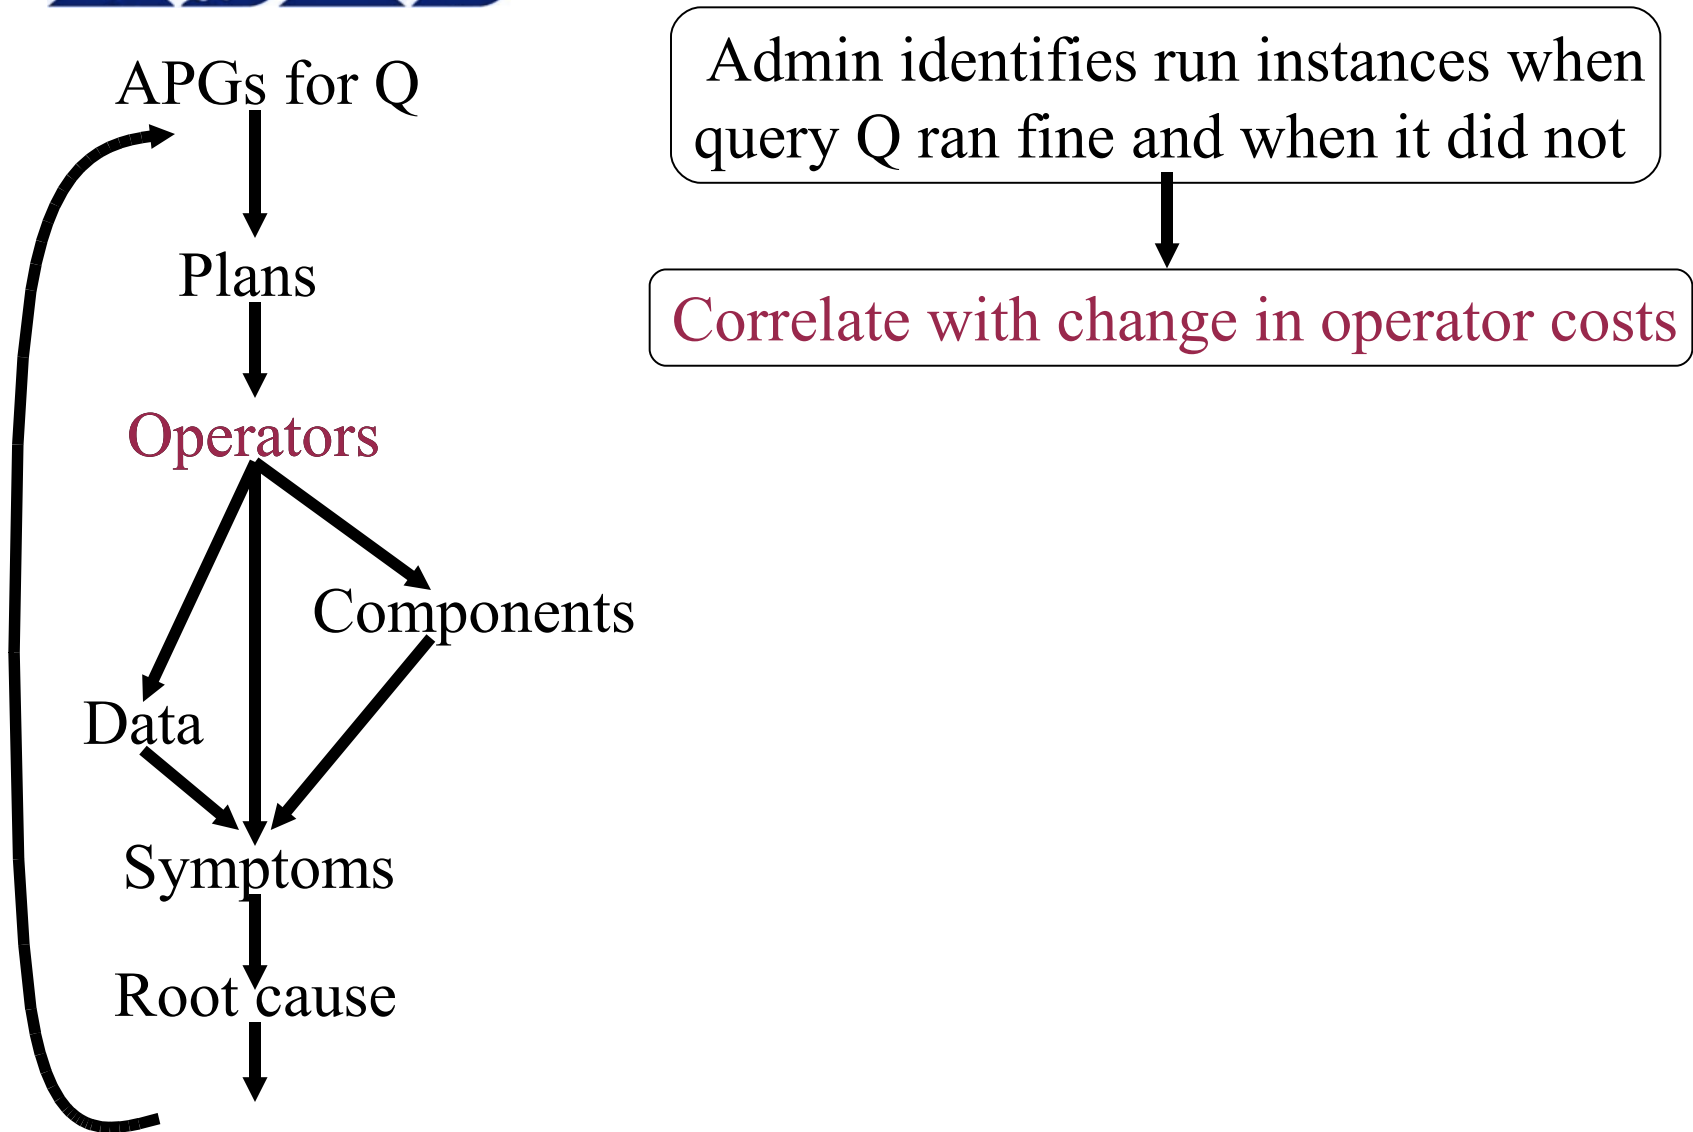 APGs for Q
Plans
Operators
Components
Data
Symptoms
Root cause
Admin identifies run instances when
query Q ran fine and when it did not
Correlate with change in operator costs